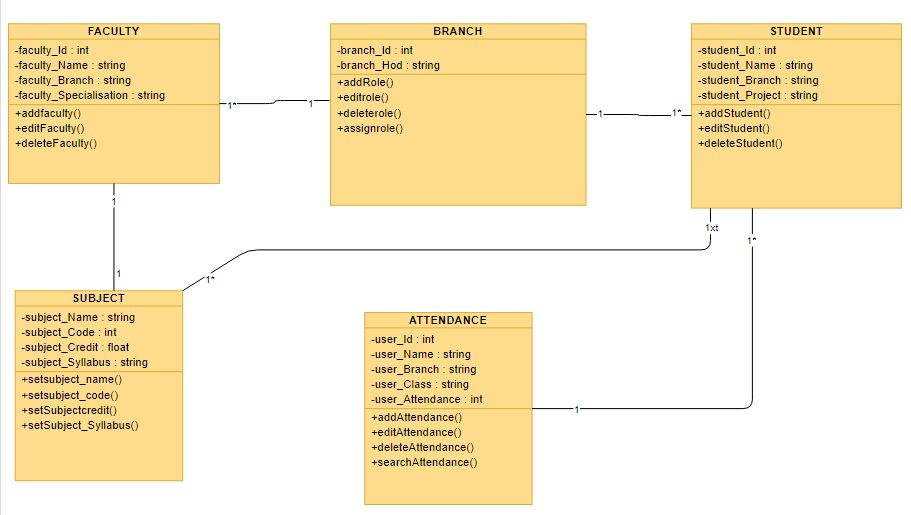 FACULTY
-faculty_Id : int
-faculty_Name : string
-faculty_Branch : string
-faculty_Specialisation : string
+addfaculty()
+editFaculty()
+deleteFaculty()
1*
1
BRANCH
-branch_Id : int
-branch_Hod : string
+addRole()
+editrole()
+deleterole()
+assignrole()
1
1*
STUDENT
-student_Id : int
-student_Name : string
-student_Branch : string
-student_Project : string
+addStudent()
+editStudent()
+deleteStudent()
1
1
1*
1xt
1*
SUBJECT
-subject_Name : string
-subject_Code : int
-subject_Credit : float
-subject_Syllabus : string
+setsubject_name()
+setsubject_code()
+setSubjectcredit()
+setSubject_Syllabus()
ATTENDANCE
-user_Id : int
-user_Name : string
-user_Branch : string
-user_Class : string
-user_Attendance : int
+addAttendance()
+editAttendance()
+deleteAttendance()
+searchAttendance()
1